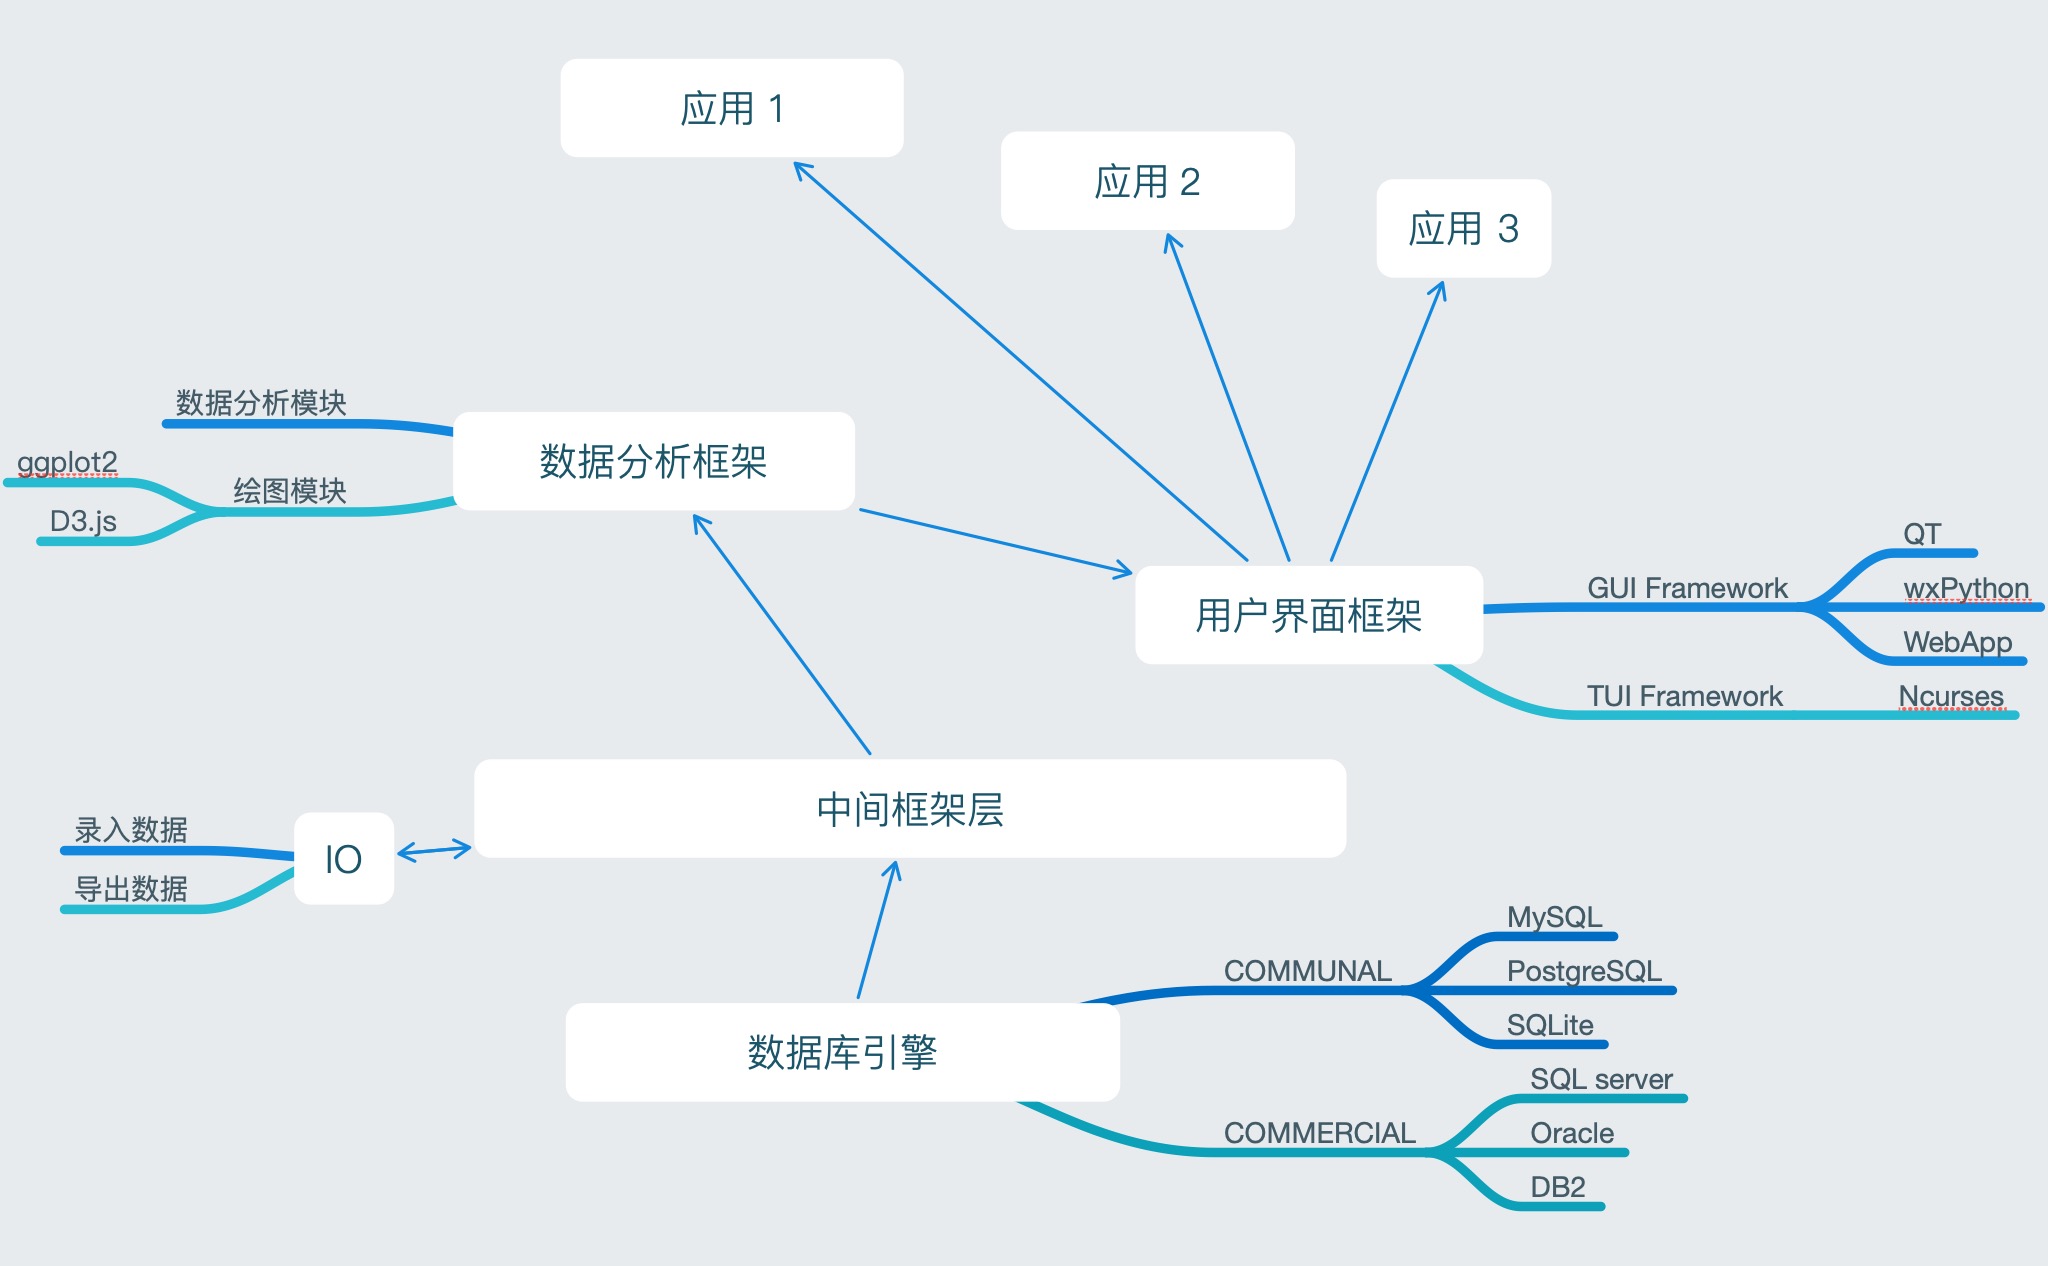 应用 1
应用 2
应用 3
数据分析模块
数据分析框架
ggplot2
绘图模块
D3.js
用户界面框架
GUI Framework
QT
wxPython
WebApp
TUI Framework
Ncurses
中间框架层
录入数据
IO
导出数据
数据库引擎
COMMUNAL
MySQL
PostgreSQL
SQLite
COMMERCIAL
SQL server
Oracle
DB2